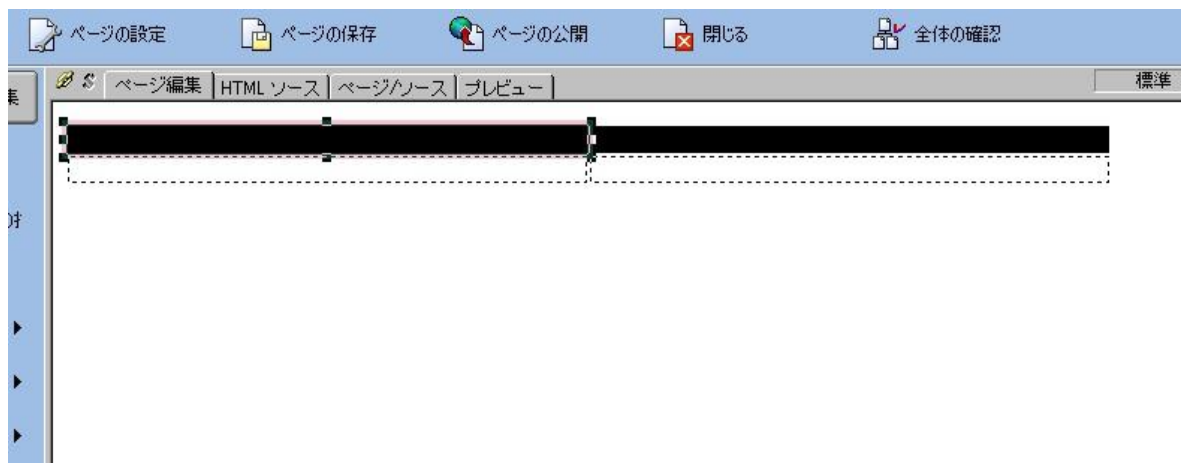 ページの設定 ページの保存 ページの公開 閉じる 全体の確認
集 ページ編集 HTML ソース ページ/ソース プレビュー 標準